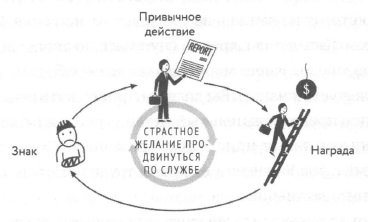 Привычное
действие
REPORT
$
СТРАСТНОЕ
ЖЕЛАНИЕ ПРО-
ДВИНУТЬСЯ
ПО СЛУЖБЕ
Знак
Награда